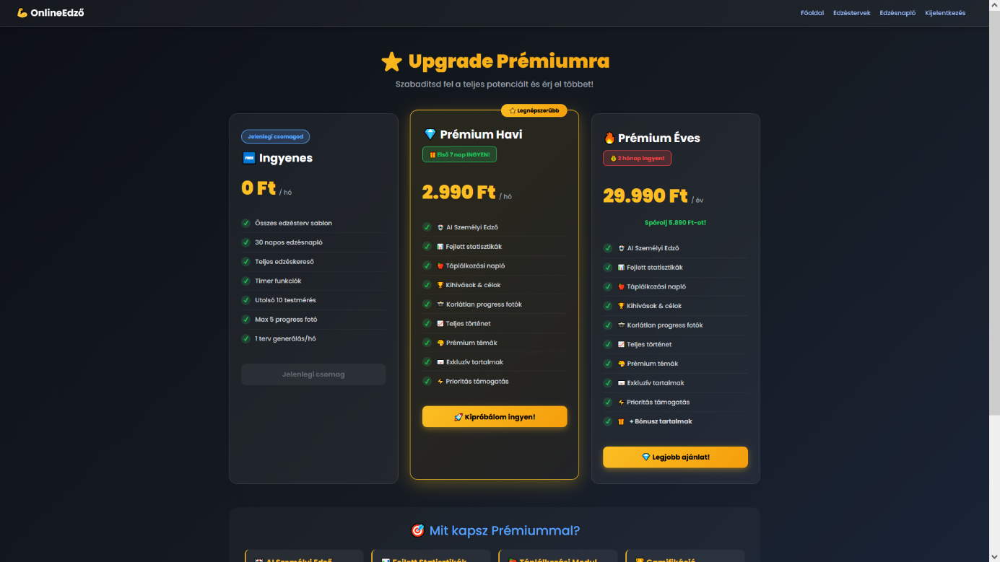 OnlineEdző
Főoldal Edzéstervek Edzésnapló Kijelentkezés
Upgrade Prémiumra
Szabadítsd fel a teljes potenciált és érj el többet!
Jelenlegi csomagod
FREE Ingyenes
0 Ft / hó
Összes edzésterv sablon
30 napos edzésnapló
Teljes edzéskereső
Timer funkciók
Utolsó 10 testmérés
Max 5 progress fotó
1 terv generálás/hó
Jelenlegi csomag
Legnépszerűbb
Prémium Havi
Első 7 nap INGYEN!
2.990 Ft / hó
AI Személyi Edző
Fejlett statisztikák
Táplálkozási napló
Kihívások & célok
Korlátlan progress fotók
Teljes történet
Prémium témák
Exkluzív tartalmak
Prioritás támogatás
Kipróbálom ingyen!
Prémium Éves
2 hónap ingyen!
29.990 Ft / év
Spórolj 5.890 Ft-ot!
AI Személyi Edző
Fejlett statisztikák
Táplálkozási napló
Kihívások & célok
Korlátlan progress fotók
Teljes történet
Prémium témák
Exkluzív tartalmak
Prioritás támogatás
+ Bónusz tartalmak
Legjobb ajánlat!
Mit kapsz Prémiummal?
AI Személyi Edző
Fejlett Statisztikák
Táplálkozási Modul
Gamifikáció